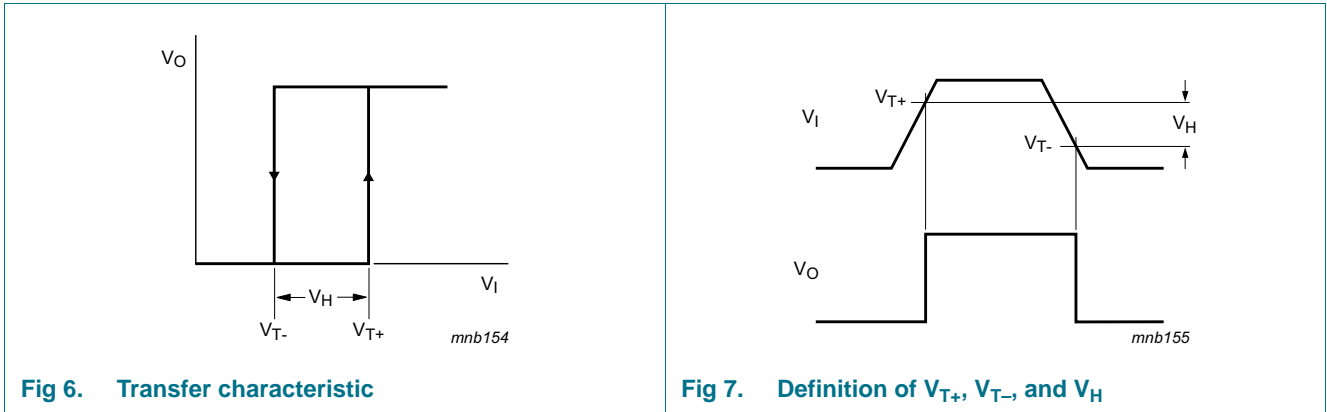 VO
VH
VI
VT-
VT+
mnb154
Fig 6. Transfer characteristic
VT+
VI
VH
VT-
VO
mnb155
Fig 7. Definition of VT+, VT–, and VH